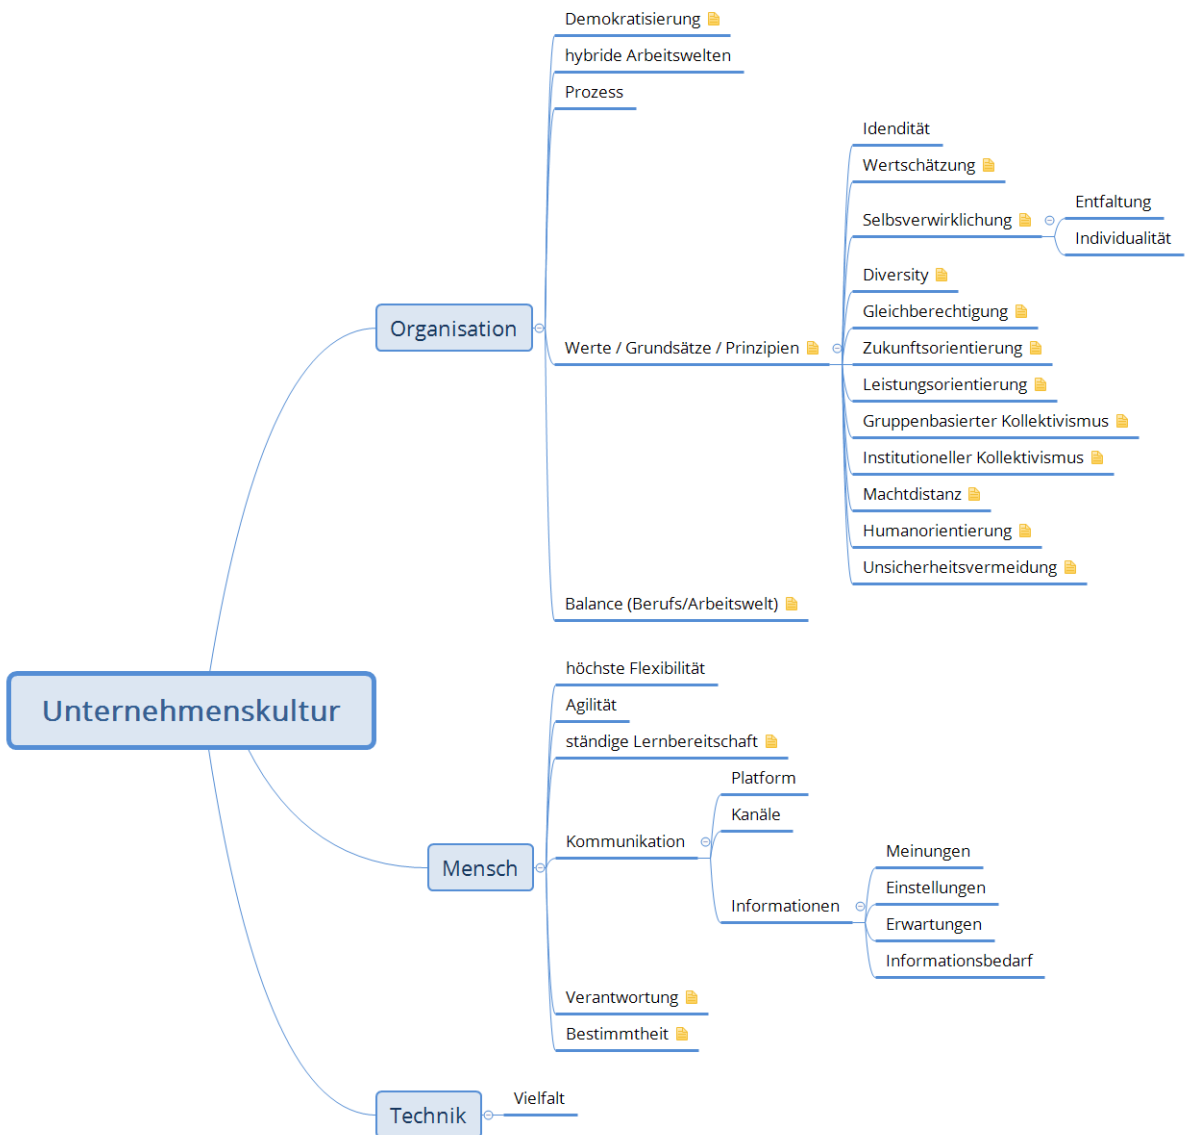 Demokratisierung
hybride Arbeitswelten
Prozess
Idendität
Wertschätzung
Entfaltung
Selbsverwirklichung
Individualität
Diversity
Gleichberechtigung
Organisation
Werte / Grundsätze / Prinzipien
Zukunftsorientierung
Leistungsorientierung
Gruppenbasierter Kollektivismus
Institutioneller Kollektivismus
Machtdistanz
Humanorientierung
Unsicherheitsvermeidung
Balance (Berufs/Arbeitswelt)
Unternehmenskultur
höchste Flexibilität
Agilität
ständige Lernbereitschaft
Platform
Kanäle
Kommunikation
Mensch
Meinungen
Einstellungen
Informationen
Erwartungen
Informationsbedarf
Verantwortung
Bestimmtheit
Technik
Vielfalt